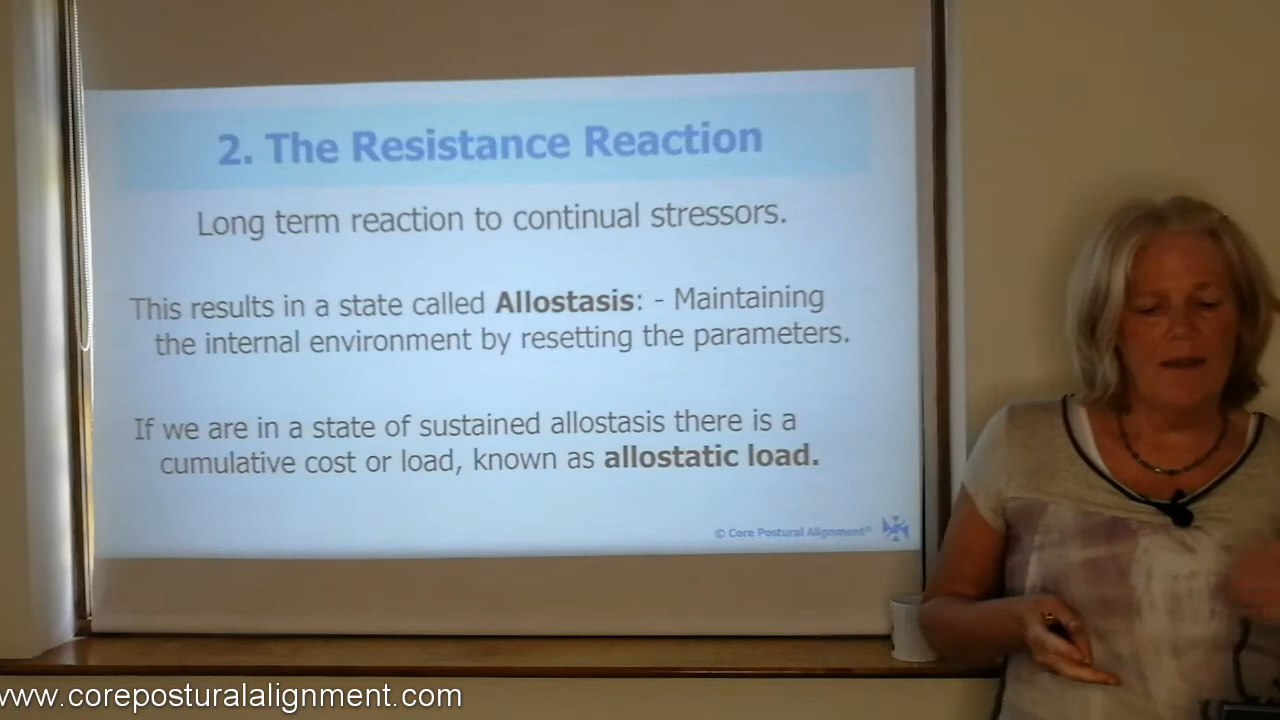 2. The Resistance Reaction
Long term reaction to continual stressors.
This results in a state called Allostasis: - Maintaining
the internal environment by resetting the parameters.
If we are in a state of sustained allostasis there is a
cumulative cost or load, known as allostatic load.
© Core Postural Alignment®
www.coreposturalalignment.com